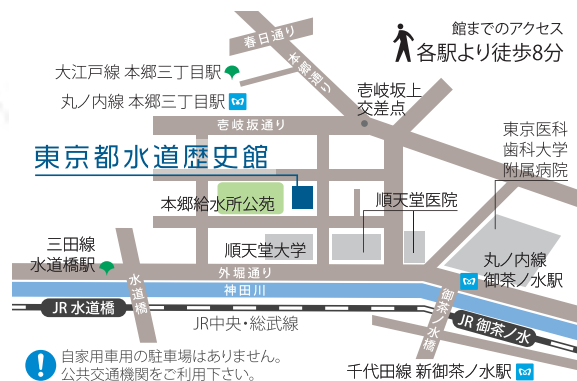 春日通り
館までのアクセス
各駅より徒歩8分
本郷通り
大江戸線 本郷三丁目駅
丸ノ内線 本郷三丁目駅
壱岐坂上
交差点
壱岐坂通り
東京医科
歯科大学
附属病院
東京都水道歴史館
本郷給水所公苑
順天堂医院
三田線
水道橋駅
順天堂大学
丸ノ内線
御茶ノ水駅
外堀通り
水道橋
神田川
御茶ノ水橋
JR 水道橋
JR中央・総武線
JR 御茶ノ水
自家用車用の駐車場はありません。
公共交通機関をご利用下さい。
千代田線 新御茶ノ水駅